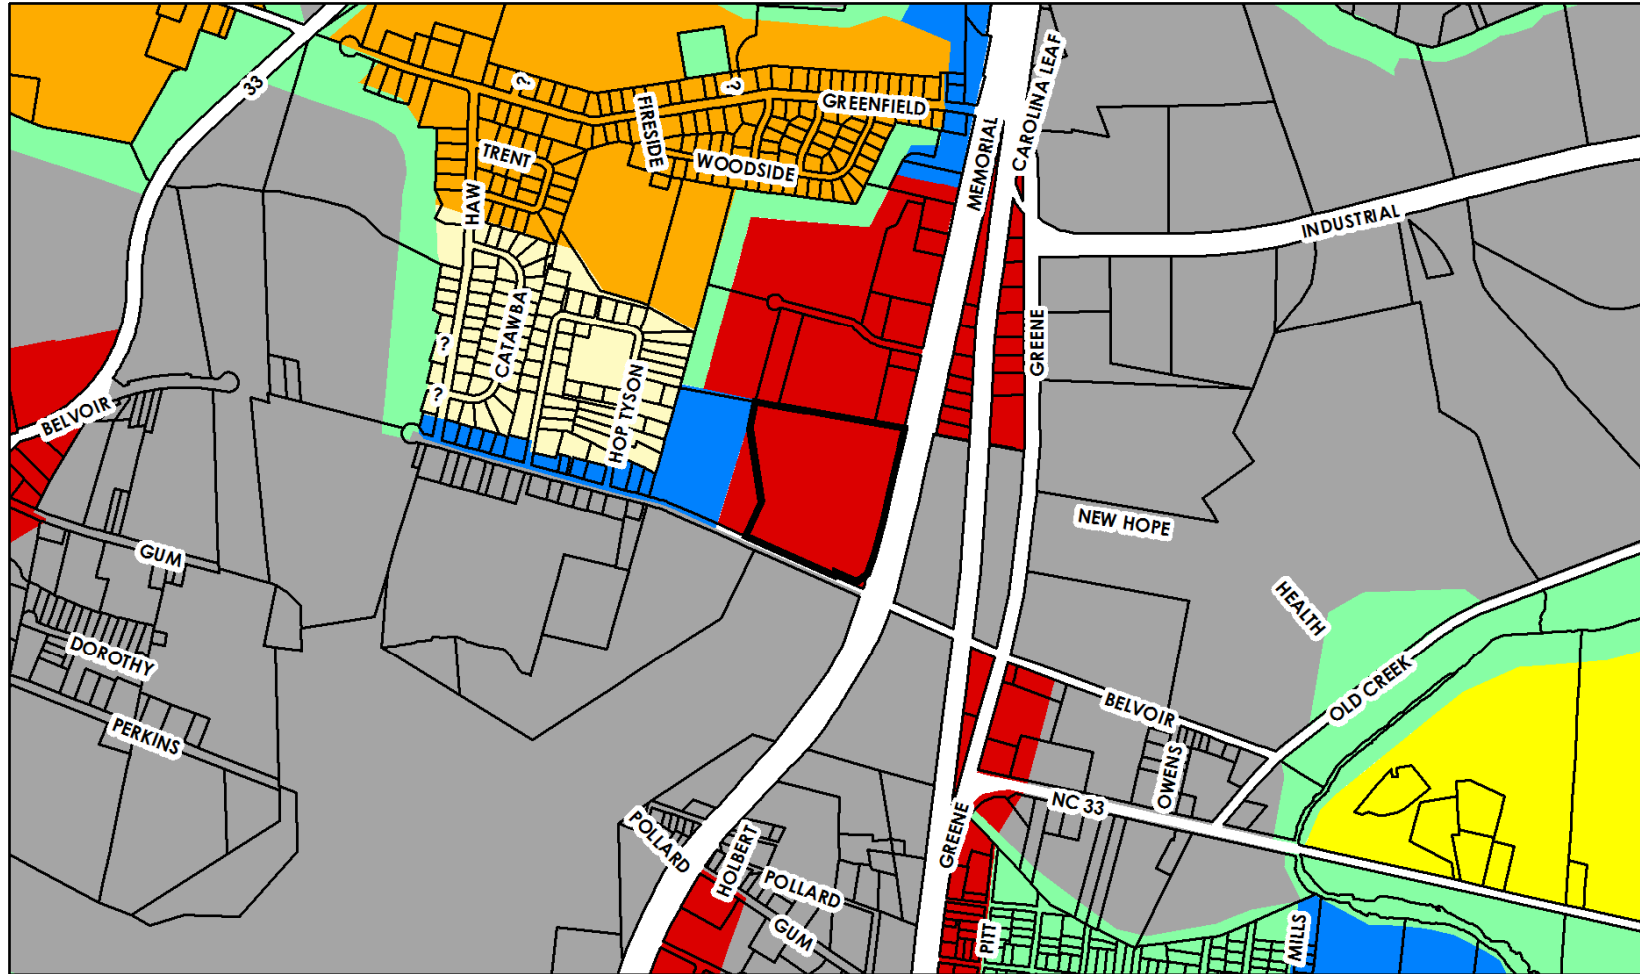 33
?
?
CAROLINA LEAF
FIRESIDE
GREENFIELD
TRENT
WOODSIDE
MEMORIAL
HAW
INDUSTRIAL
CATAWBA
?
GREENE
?
HOP TYSON
BELVOIR
NEW HOPE
GUM
HEALTH
DOROTHY
OLD CREEK
PERKINS
BELVOIR
OWENS
NC 33
POLLARD
HOLBERT
GREENE
POLLARD
GUM
PITT
MILLS